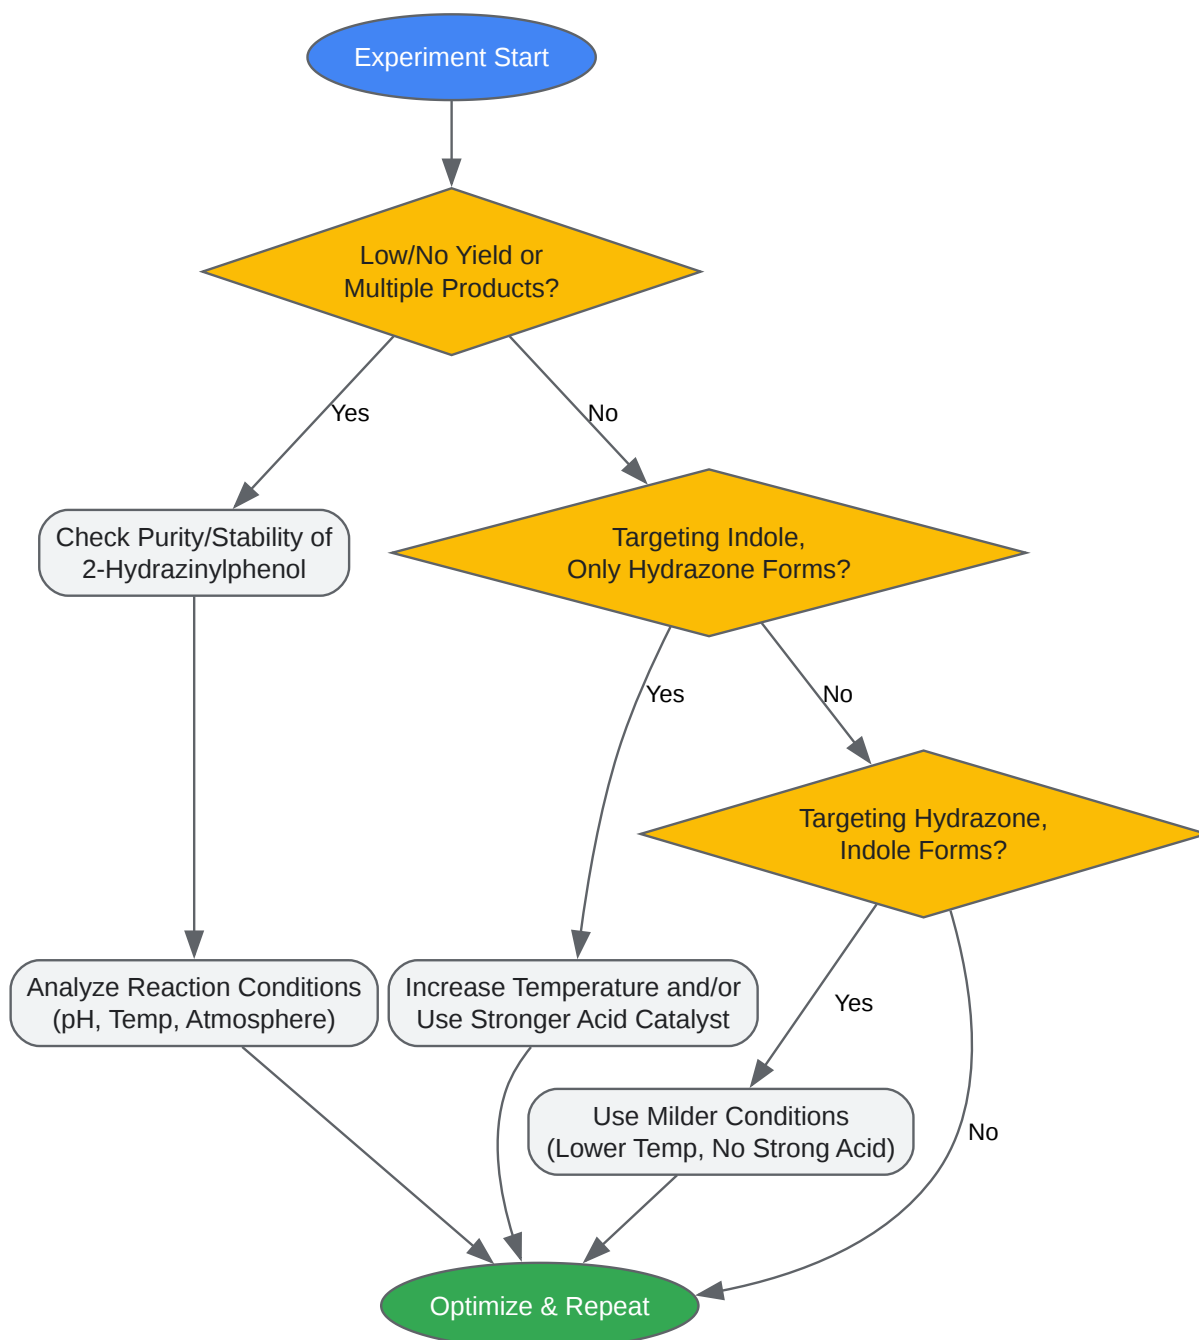 Experiment Start
Low/No Yield or
Multiple Products?
Yes
No
Check Purity/Stability of
2-Hydrazinylphenol
Targeting Indole,
Only Hydrazone Forms?
Yes
No
Targeting Hydrazone,
Indole Forms?
Analyze Reaction Conditions
(pH, Temp, Atmosphere)
Increase Temperature and/or
Use Stronger Acid Catalyst
Yes
Use Milder Conditions
(Lower Temp, No Strong Acid)
No
Optimize & Repeat